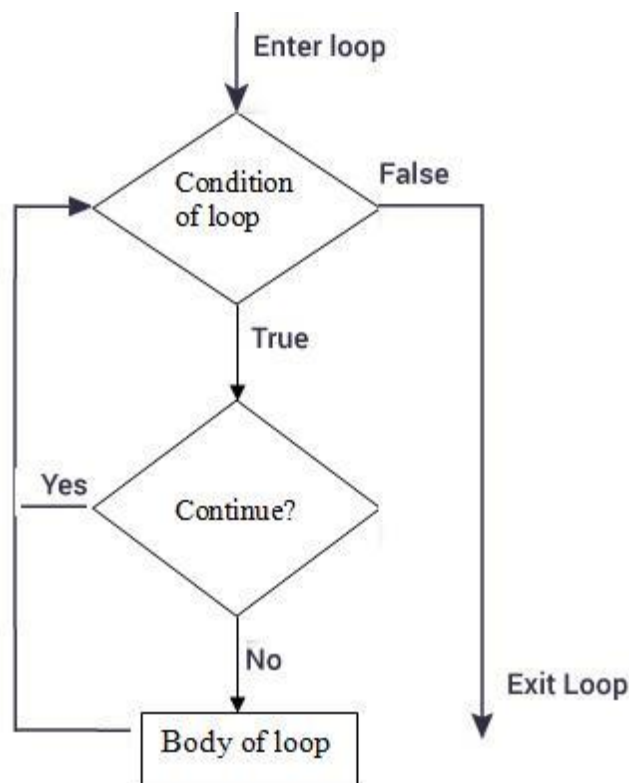 Enter loop
Condition
of loop
False
True
Yes
Continue?
No
Exit Loop
Body of loop